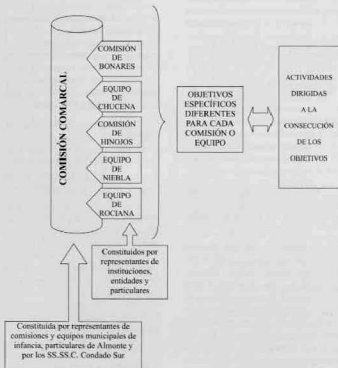 COMISIÓN COMARCAL
COMISIÓN
DE
BONARES
EQUIPO
DE
CHUCENA
COMISIÓN
DE
HINOJOS
EQUIPO
DE
NIEBLA
EQUIPO
DE
ROCIANA
OBJETIVOS
ESPECÍFICOS
DIFERENTES
PARA CADA
COMISIÓN O
EQUIPO
ACTIVIDADES
DIRIGIDAS
A LA
CONSECUCIÓN
DE LOS
OBJETIVOS
Constituidos por
representantes de
instituciones,
entidades y
particulares
Constituida por representantes de
comisiones y equipos municipales de
infancia, particulares de Almonte y
por los SS.SS.C. Condado Sur